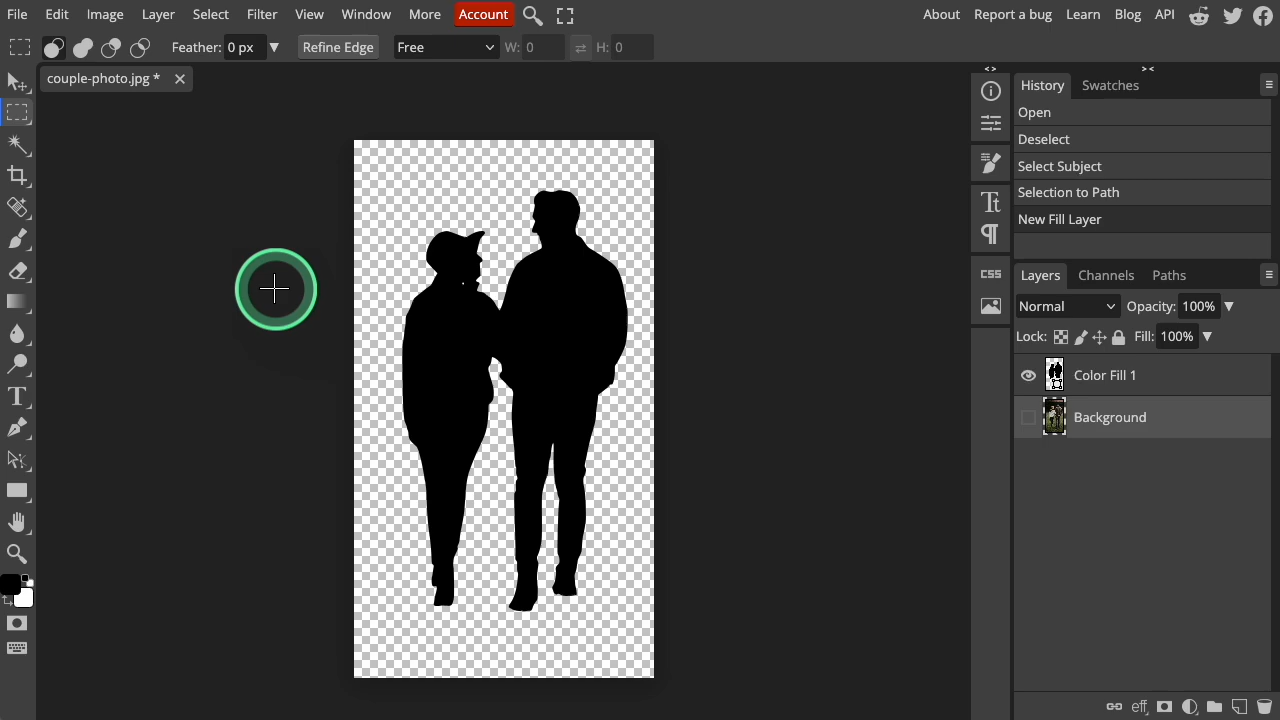 File Edit Image Layer Select Filter View Window More Account About Report a bug Learn Blog API
Feather: 0 px Refine Edge Free W: 0 H: 0
couple-photo.jpg *
History Swatches
Open
Deselect
Select Subject
Selection to Path
New Fill Layer
CSS
Layers Channels Paths
Normal Opacity: 100%
Lock: Fill: 100%
Color Fill 1
Background
eff